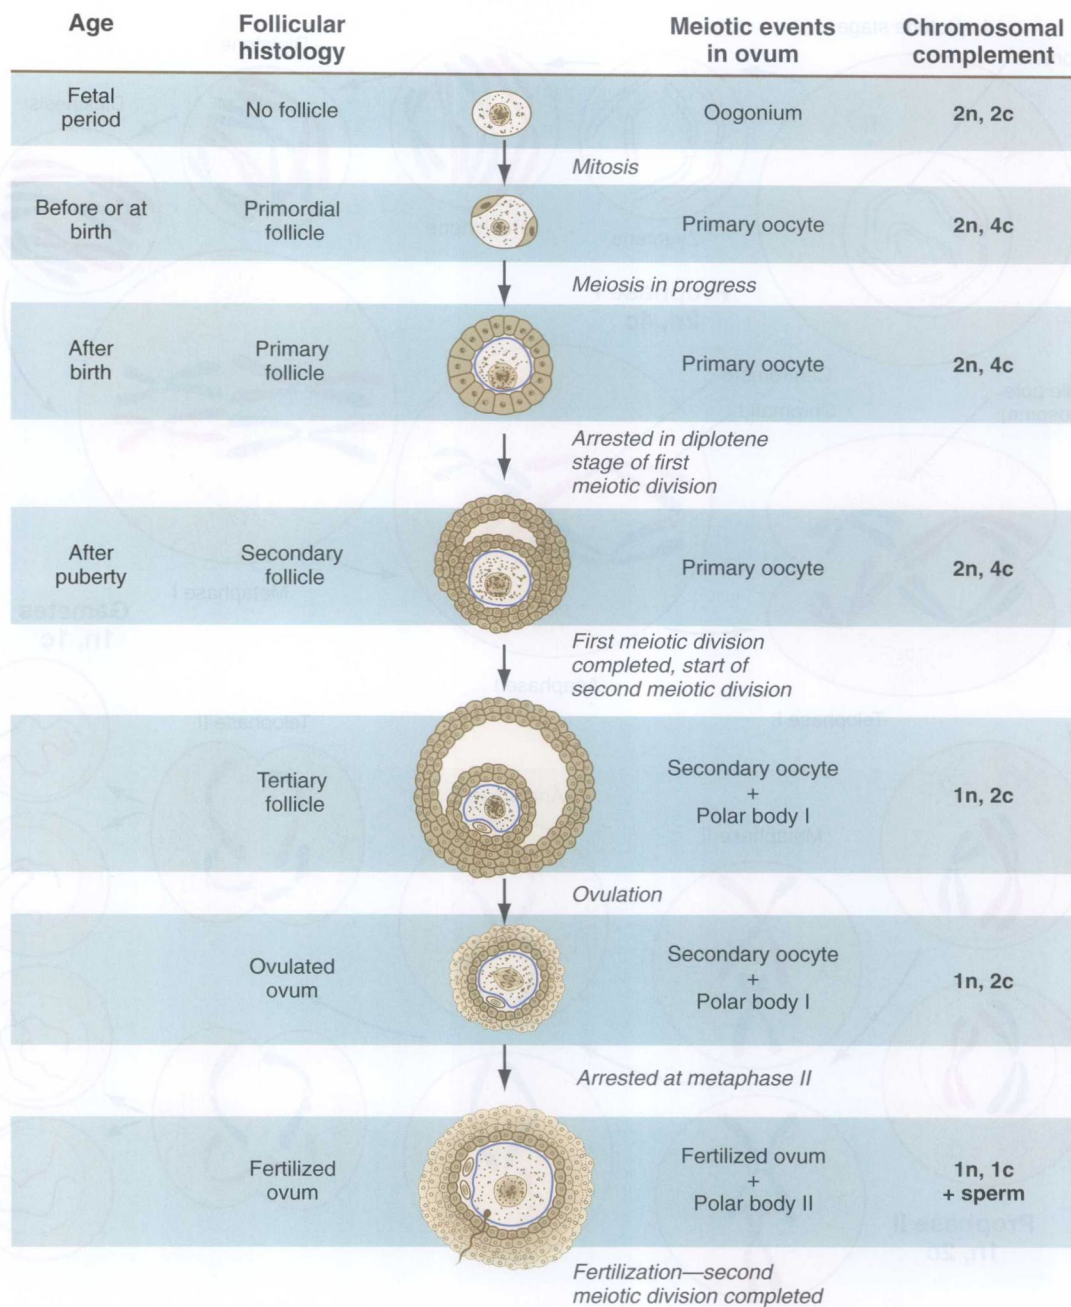 Age
Follicular
histology
Meiotic events
in ovum
Chromosomal
complement
Fetal
period
No follicle
Oogonium
2n, 2c
Mitosis
Before or at
birth
Primordial
follicle
Primary oocyte
2n, 4c
Meiosis in progress
After
birth
Primary
follicle
Primary oocyte
2n, 4c
Arrested in diplotene
stage of first
meiotic division
After
puberty
Secondary
follicle
Primary oocyte
2n, 4c
First meiotic division
completed, start of
second meiotic division
Tertiary
follicle
Secondary oocyte
+
Polar body I
1n, 2c
Ovulation
Ovulated
ovum
Secondary oocyte
+
Polar body I
1n, 2c
Arrested at metaphase II
Fertilized
ovum
Fertilized ovum
+
Polar body II
1n, 1c
+ sperm
Fertilization—second
meiotic division completed